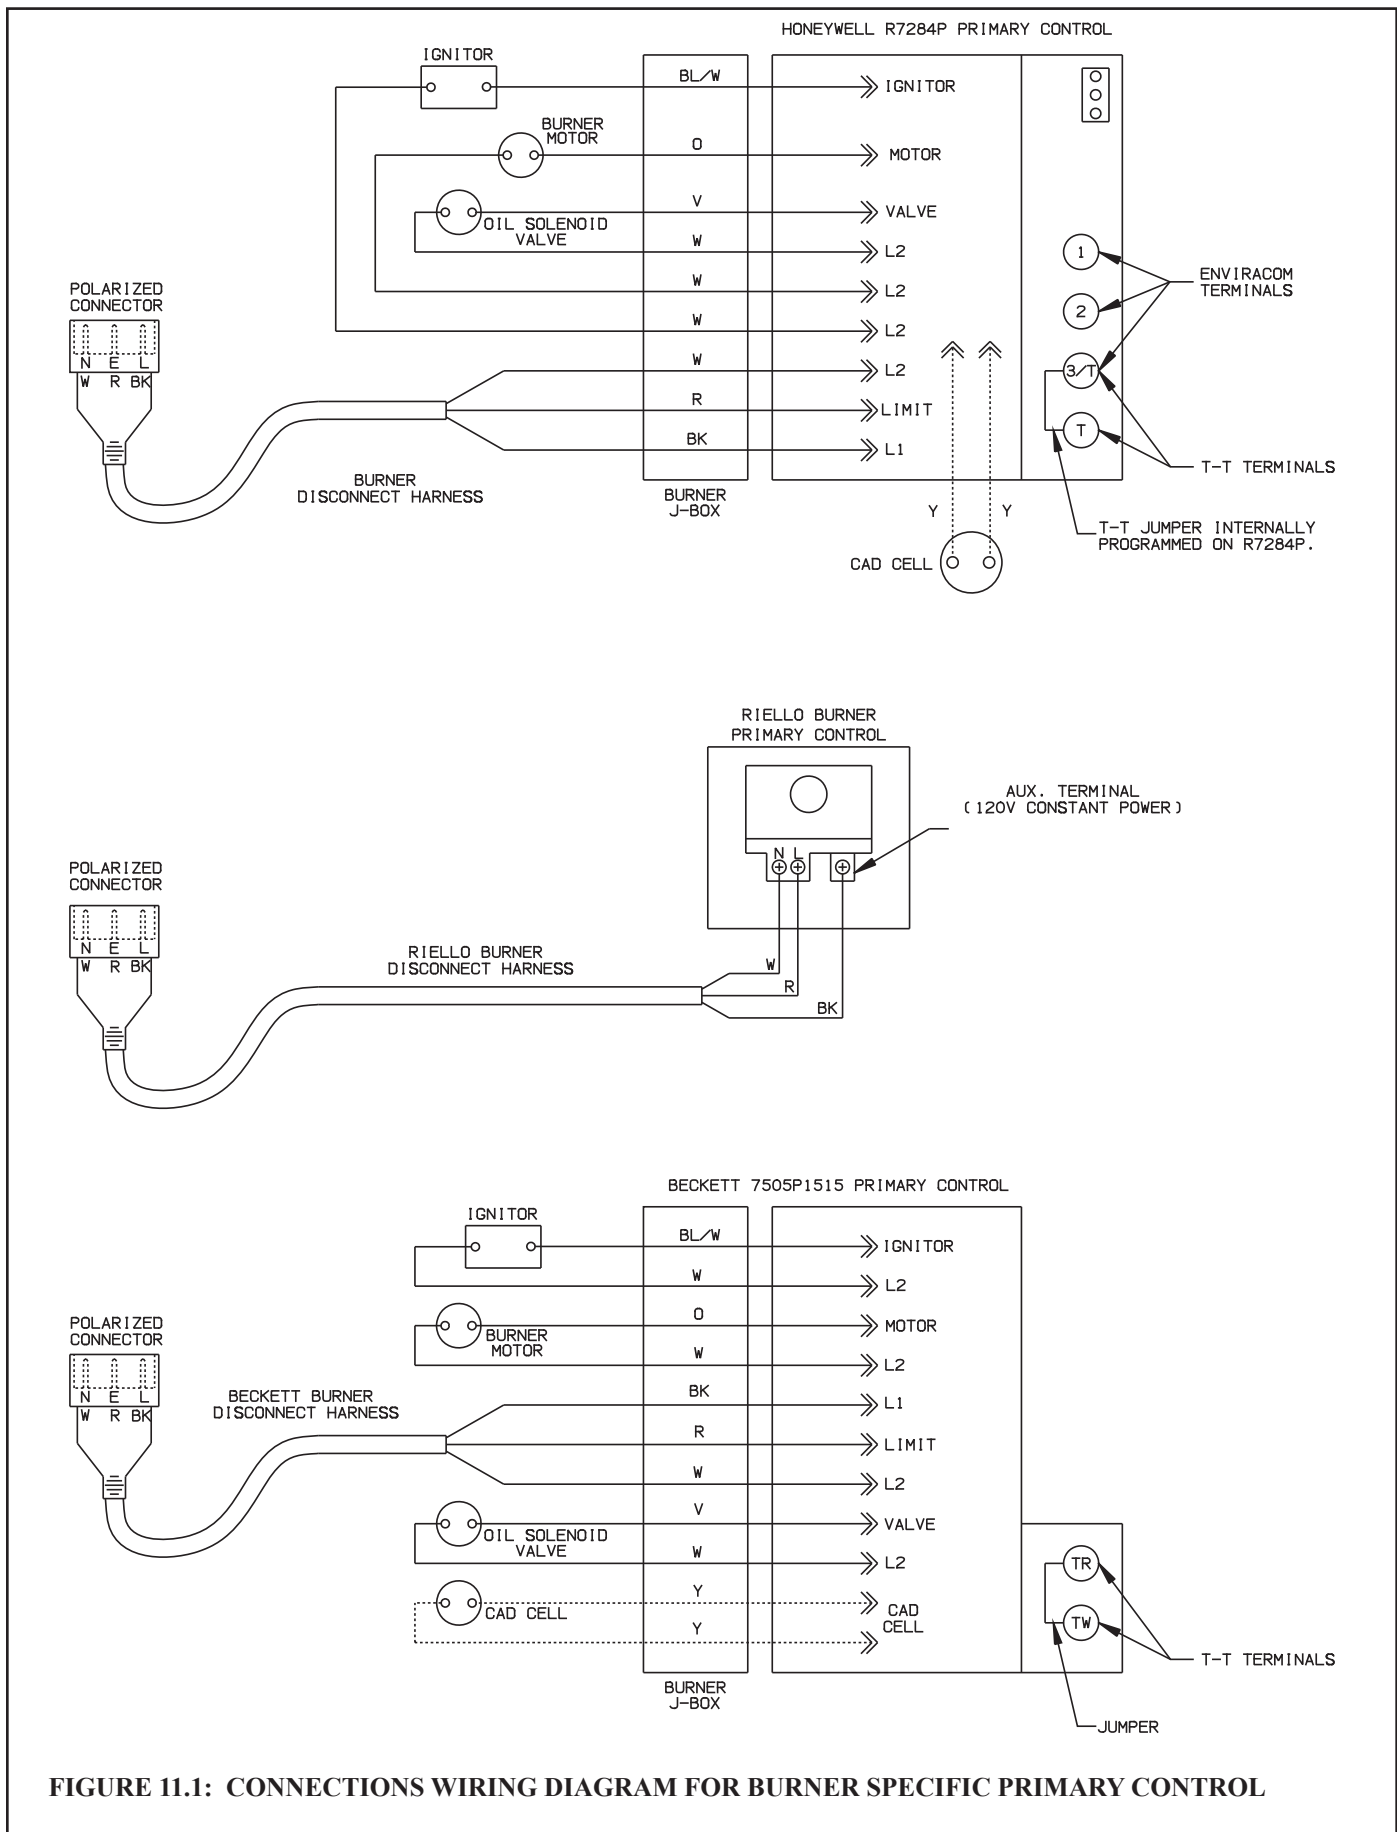 HONEYWELL R7284P PRIMARY CONTROL
IGNITOR
BL/W
IGNITOR
BURNER
MOTOR
O
MOTOR
V
VALVE
OIL SOLENOID
VALVE
W
L2
1
ENVIRACOM
TERMINALS
W
L2
2
W
L2
POLARIZED
CONNECTOR
N E L
W R BK
W
L2
3/T
R
LIMIT
BK
L1
T
T-T TERMINALS
BURNER
DISCONNECT HARNESS
BURNER
J-BOX
Y Y
T-T JUMPER INTERNALLY
PROGRAMMED ON R7284P.
CAD CELL
RIELLO BURNER
PRIMARY CONTROL
AUX. TERMINAL
(120V CONSTANT POWER)
N L
POLARIZED
CONNECTOR
N E L
W R BK
RIELLO BURNER
DISCONNECT HARNESS
W
R
BK
BECKETT 7505P1515 PRIMARY CONTROL
IGNITOR
BL/W
IGNITOR
W
L2
O
MOTOR
BURNER
MOTOR
W
L2
POLARIZED
CONNECTOR
N E L
W R BK
BECKETT BURNER
DISCONNECT HARNESS
BK
L1
R
LIMIT
W
L2
V
VALVE
OIL SOLENOID
VALVE
W
L2
TR
Y
CAD CELL
CAD
CELL
Y
TW
T-T TERMINALS
BURNER
J-BOX
JUMPER
FIGURE 11.1: CONNECTIONS WIRING DIAGRAM FOR BURNER SPECIFIC PRIMARY CONTROL